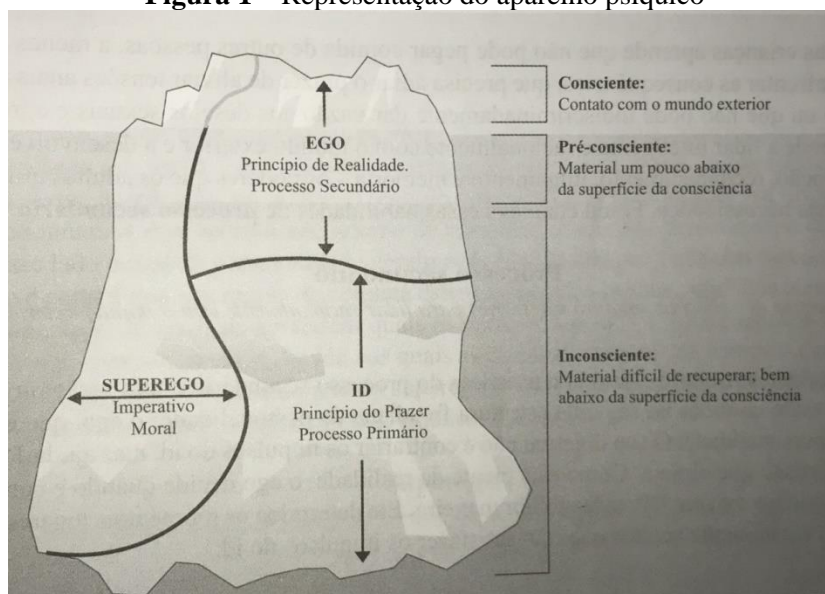 Figura 1 – Representação do aparelho psíquico
EGO
Princípio de Realidade.
Processo Secundário
SUPEREGO
Imperativo
Moral
ID
Princípio do Prazer
Processo Primário
Consciente:
Contato com o mundo exterior
Pré-consciente:
Material um pouco abaixo
da superfície da consciência
Inconsciente:
Material difícil de recuperar; bem
abaixo da superfície da consciência